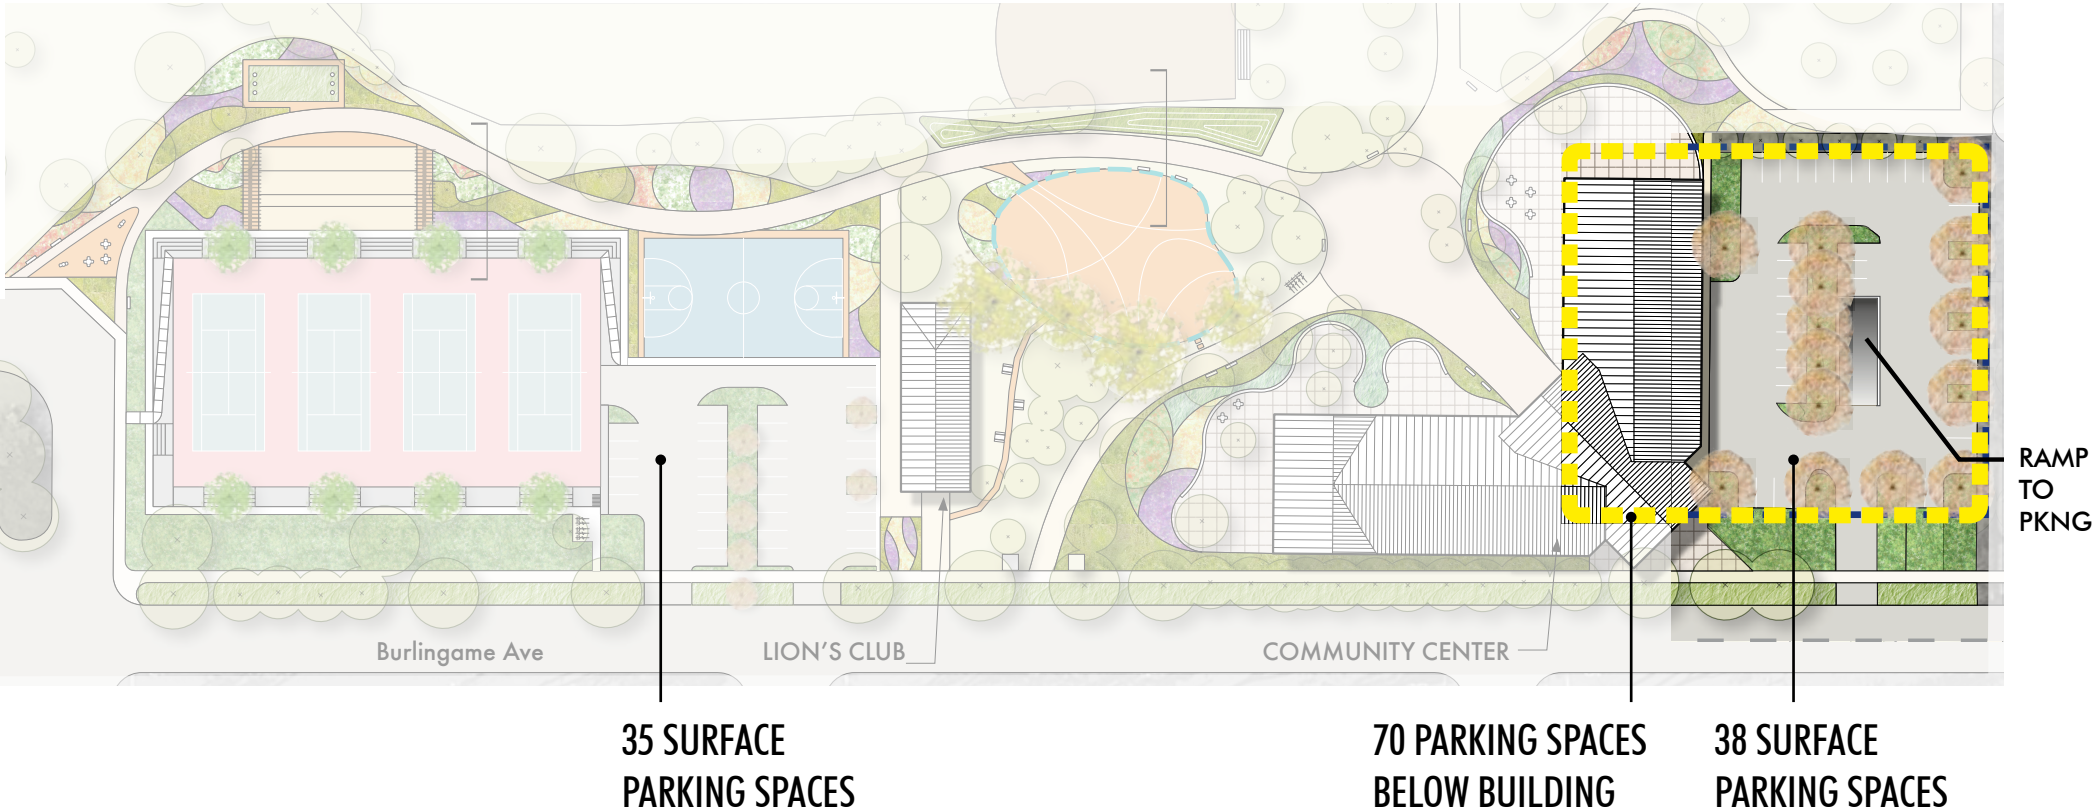 RAMP
TO
PKNG
Burlingame Ave
LION'S CLUB
COMMUNITY CENTER
35 SURFACE
PARKING SPACES
70 PARKING SPACES
BELOW BUILDING
38 SURFACE
PARKING SPACES